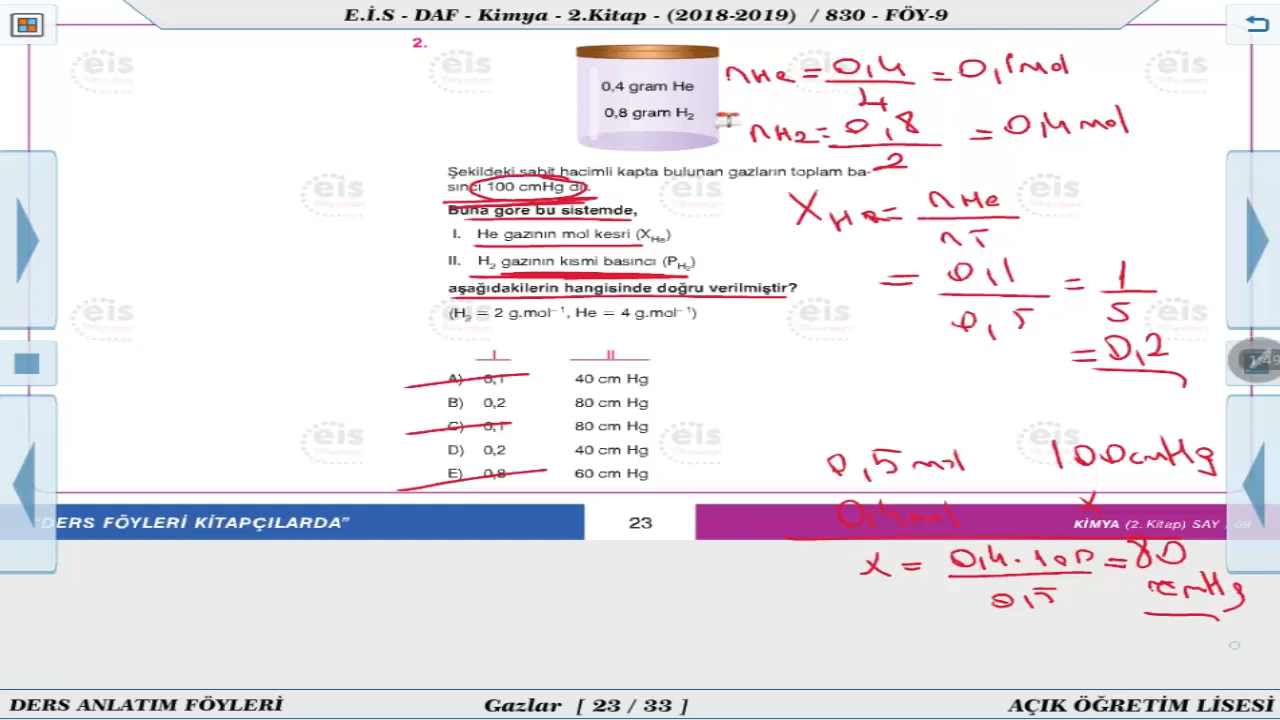 E.İ.S - DAF - Kimya - 2.Kitap - (2018-2019) / 830 - FÖY-9
2.
0,4 gram He
0,8 gram H₂
nHe = 0,4 / 4 = 0,1 mol
nH2 = 0,8 / 2 = 0,4 mol
Şekildeki sabit hacimli kapta bulunan gazların toplam ba-
sıncı 100 cmHg dir.
Buna göre bu sistemde,
I. He gazının mol kesri (X_He)
II. H₂ gazının kısmi basıncı (P_H₂)
aşağıdakilerin hangisinde doğru verilmiştir?
(H₂ = 2 g.mol⁻¹, He = 4 g.mol⁻¹)
XHe = nHe / nT
= 0,1 / 0,5 = 1 / 5
= 0,2
I II
A) 0,1 40 cm Hg
B) 0,2 80 cm Hg
C) 0,1 80 cm Hg
D) 0,2 40 cm Hg
E) 0,8 60 cm Hg
0,5 mol 100 cmHg
0,4 mol x
x = 0,4 . 100 / 0,5 = 80 cmHg
eis
"DERS FÖYLERİ KİTAPÇILARDA"
23
KİMYA (2. Kitap) SAY
DERS ANLATIM FÖYLERİ
Gazlar [ 23 / 33 ]
AÇIK ÖĞRETİM LİSESİ